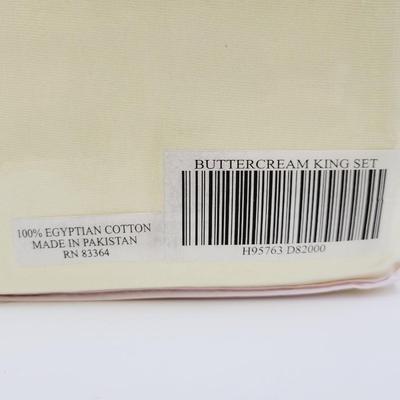 BUTTERCREAM KING SET
H95763 D82000
100% EGYPTIAN COTTON
MADE IN PAKISTAN
RN 83364